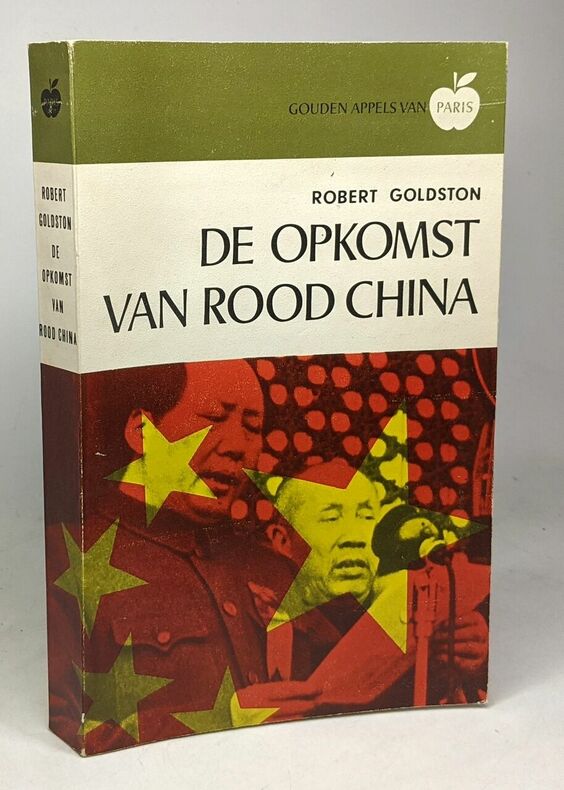 GOUDEN APPELS VAN PARIS
ROBERT GOLDSTON
DE OPKOMST
VAN ROOD CHINA
ROBERT
GOLDSTON
DE
OPKOMST
VAN
ROOD CHINA